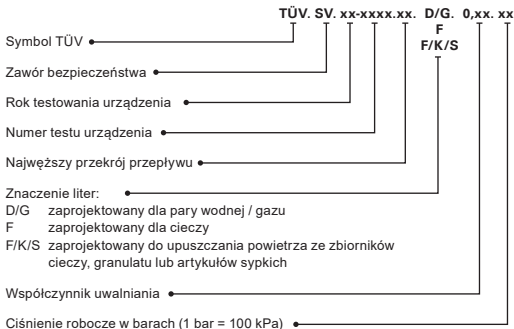 TÜV. SV. xx-xxxx.xx. D/G. 0,xx. xx
F
F/K/S
Symbol TÜV
Zawór bezpieczeństwa
Rok testowania urządzenia
Numer testu urządzenia
Najwęższy przekrój przepływu
Znaczenie liter:
D/G zaprojektowany dla pary wodnej / gazu
F zaprojektowany dla cieczy
F/K/S zaprojektowany do upuszczania powietrza ze zbiorników
cieczy, granulatu lub artykułów sypkich
Współczynnik uwalniania
Ciśnienie robocze w barach (1 bar = 100 kPa)